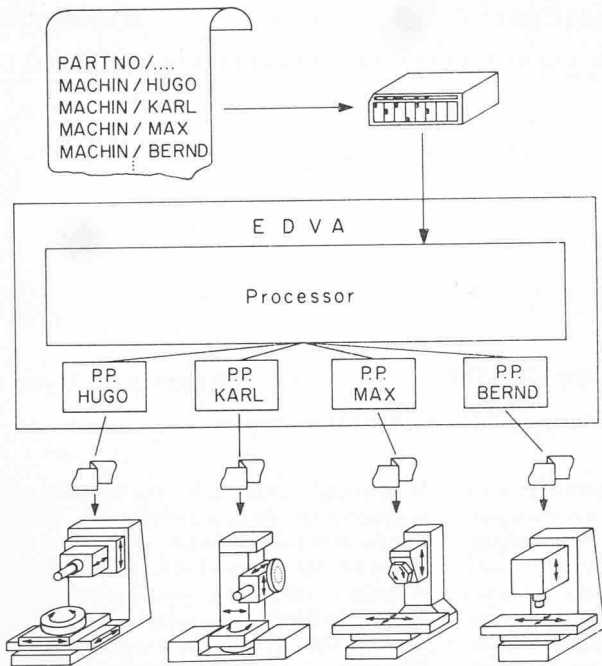 PARTNO/....
MACHIN/HUGO
MACHIN/KARL
MACHIN/MAX
MACHIN/BERND
E D V A
Processor
P.P. HUGO
P.P. KARL
P.P. MAX
P.P. BERND